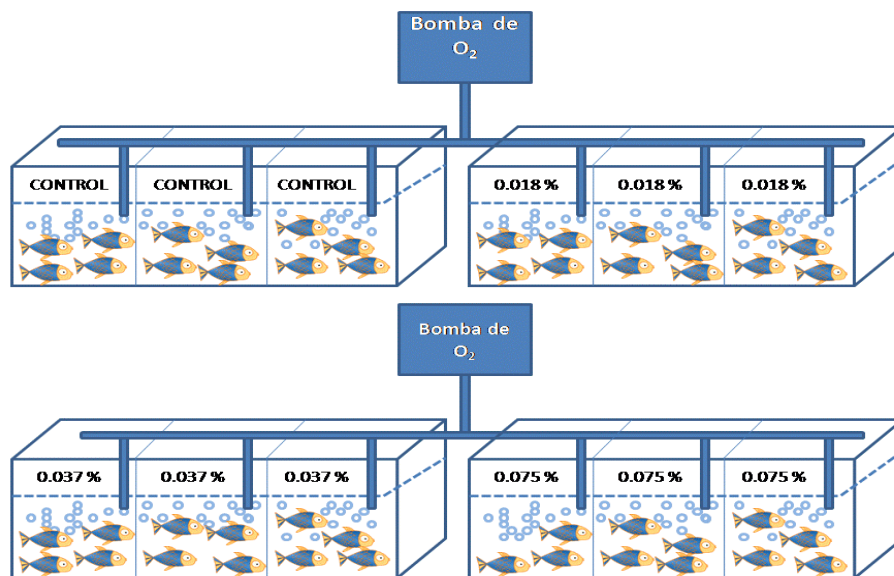 Bomba de
O₂
CONTROL CONTROL CONTROL 0.018 % 0.018 % 0.018 %
Bomba de
O₂
0.037 % 0.037 % 0.037 % 0.075 % 0.075 % 0.075 %